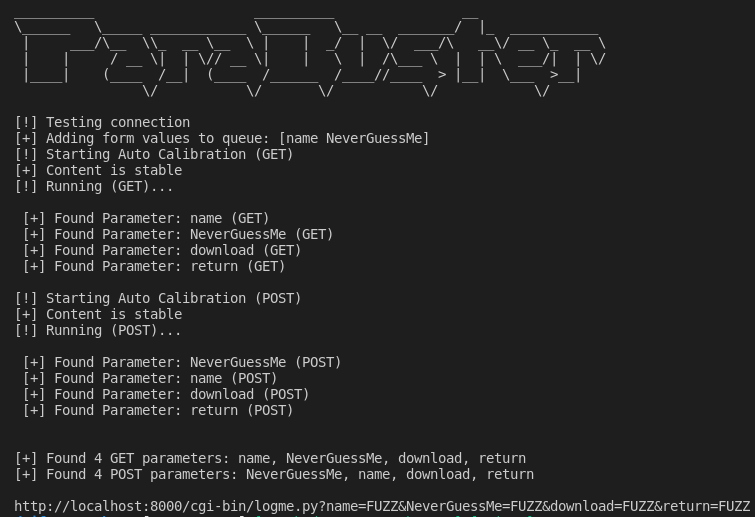 ParamBuster
[!] Testing connection
[+] Adding form values to queue: [name NeverGuessMe]
[!] Starting Auto Calibration (GET)
[+] Content is stable
[!] Running (GET)...
[+] Found Parameter: name (GET)
[+] Found Parameter: NeverGuessMe (GET)
[+] Found Parameter: download (GET)
[+] Found Parameter: return (GET)
[!] Starting Auto Calibration (POST)
[+] Content is stable
[!] Running (POST)...
[+] Found Parameter: NeverGuessMe (POST)
[+] Found Parameter: name (POST)
[+] Found Parameter: download (POST)
[+] Found Parameter: return (POST)
[+] Found 4 GET parameters: name, NeverGuessMe, download, return
[+] Found 4 POST parameters: NeverGuessMe, name, download, return
http://localhost:8000/cgi-bin/logme.py?name=FUZZ&NeverGuessMe=FUZZ&download=FUZZ&return=FUZZ